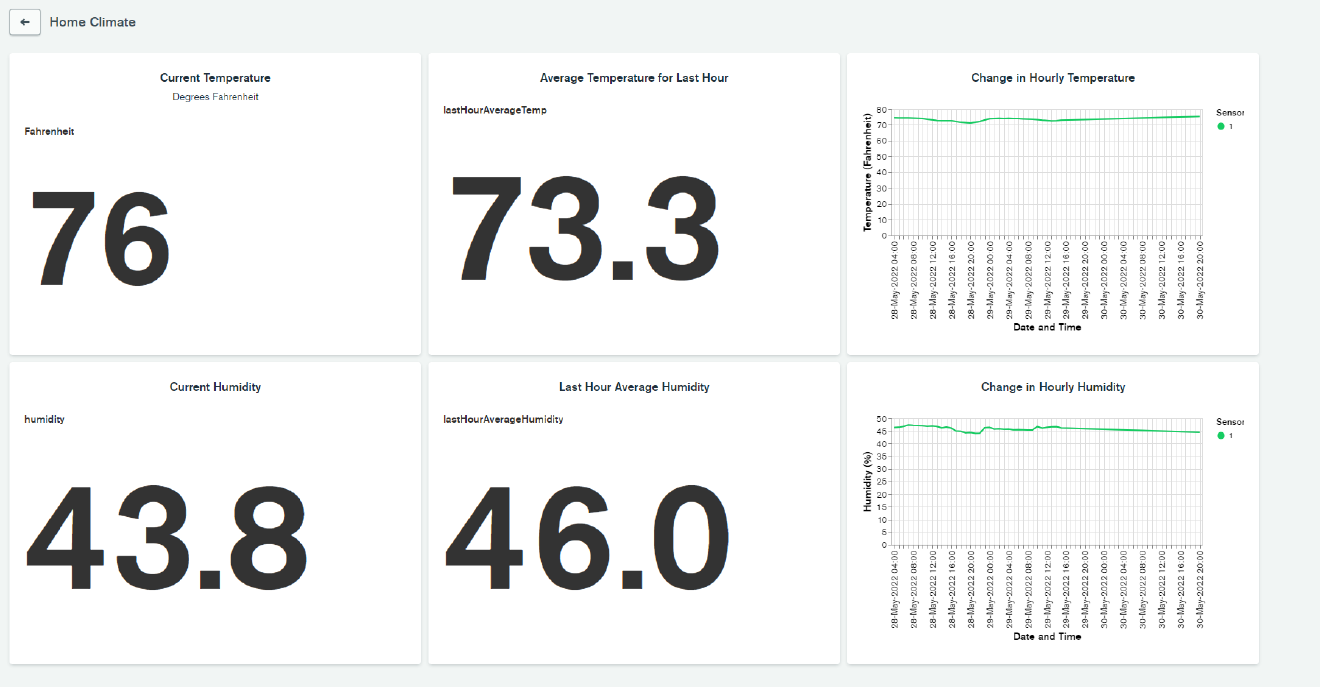 Home Climate
Current Temperature
Degrees Fahrenheit
Fahrenheit
76
Average Temperature for Last Hour
lastHourAverageTemp
73.3
Change in Hourly Temperature
Temperature (Fahrenheit)
80
70
60
50
40
30
20
10
0
28-May-2022 04:00
28-May-2022 08:00
28-May-2022 12:00
28-May-2022 16:00
28-May-2022 20:00
29-May-2022 00:00
29-May-2022 04:00
29-May-2022 08:00
29-May-2022 12:00
29-May-2022 16:00
29-May-2022 20:00
30-May-2022 00:00
30-May-2022 04:00
30-May-2022 08:00
30-May-2022 12:00
30-May-2022 16:00
30-May-2022 20:00
Date and Time
Sensor
1
Current Humidity
humidity
43.8
Last Hour Average Humidity
lastHourAverageHumidity
46.0
Change in Hourly Humidity
Humidity (%)
50
45
40
35
30
25
20
15
10
5
0
28-May-2022 04:00
28-May-2022 08:00
28-May-2022 12:00
28-May-2022 16:00
28-May-2022 20:00
29-May-2022 00:00
29-May-2022 04:00
29-May-2022 08:00
29-May-2022 12:00
29-May-2022 16:00
29-May-2022 20:00
30-May-2022 00:00
30-May-2022 04:00
30-May-2022 08:00
30-May-2022 12:00
30-May-2022 16:00
30-May-2022 20:00
Date and Time
Sensor
1